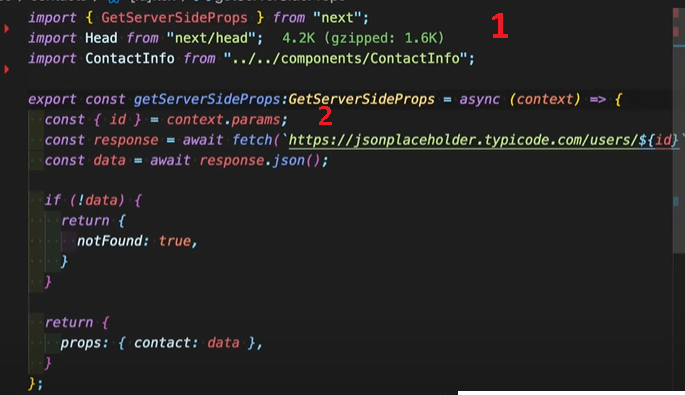 import { GetServerSideProps } from "next"; 1
import Head from "next/head"; 4.2K (gzipped: 1.6K)
import ContactInfo from "../../components/ContactInfo";
export const getServerSideProps:GetServerSideProps = async (context) => {
const { id } = context.params; 2
const response = await fetch(`https://jsonplaceholder.typicode.com/users/${id}`
const data = await response.json();
if (!data) {
return {
notFound: true,
}
}
return {
props: { contact: data },
}
};